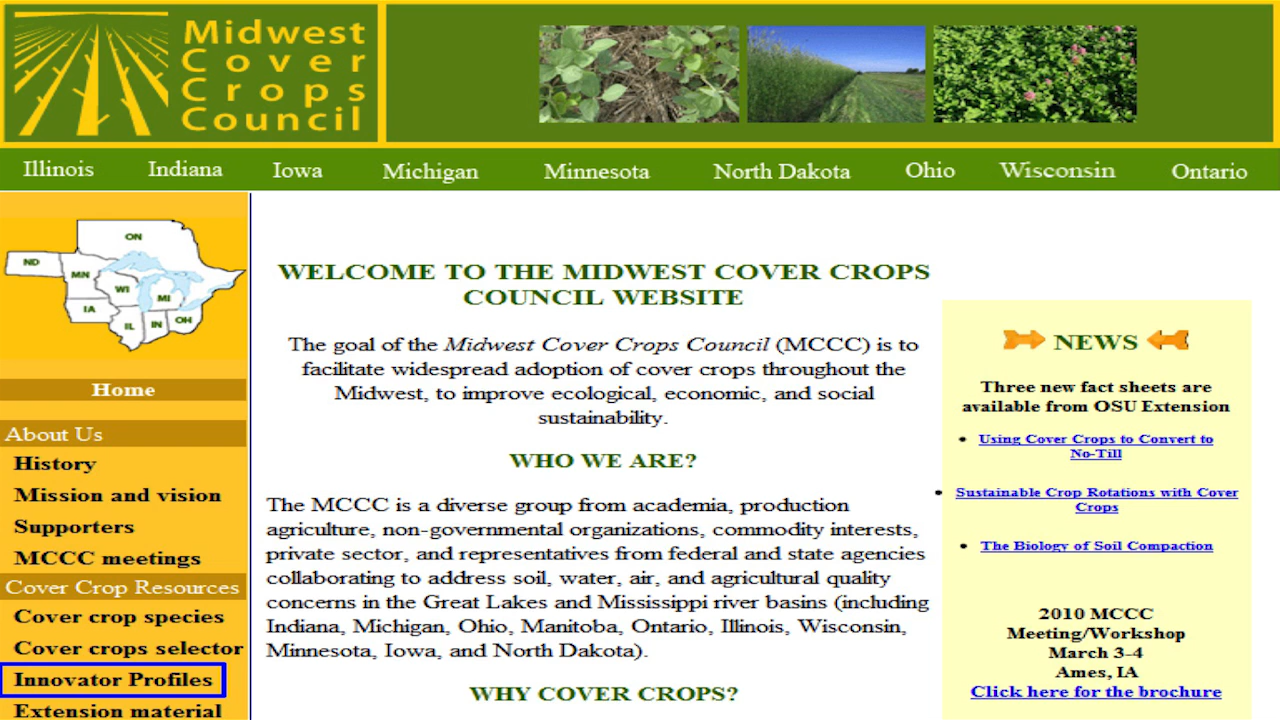 Midwest
Cover
Crops
Council
Illinois Indiana Iowa Michigan Minnesota North Dakota Ohio Wisconsin Ontario
ON
ND
MN
WI
MI
IA
IL
IN
OH
Home
About Us
History
Mission and vision
Supporters
MCCC meetings
Cover Crop Resources
Cover crop species
Cover crops selector
Innovator Profiles
Extension material
WELCOME TO THE MIDWEST COVER CROPS
COUNCIL WEBSITE
The goal of the Midwest Cover Crops Council (MCCC) is to
facilitate widespread adoption of cover crops throughout the
Midwest, to improve ecological, economic, and social
sustainability.
WHO WE ARE?
The MCCC is a diverse group from academia, production
agriculture, non-governmental organizations, commodity interests,
private sector, and representatives from federal and state agencies
collaborating to address soil, water, air, and agricultural quality
concerns in the Great Lakes and Mississippi river basins (including
Indiana, Michigan, Ohio, Manitoba, Ontario, Illinois, Wisconsin,
Minnesota, Iowa, and North Dakota).
WHY COVER CROPS?
NEWS
Three new fact sheets are
available from OSU Extension
• Using Cover Crops to Convert to
No-Till
• Sustainable Crop Rotations with Cover
Crops
• The Biology of Soil Compaction
2010 MCCC
Meeting/Workshop
March 3-4
Ames, IA
Click here for the brochure